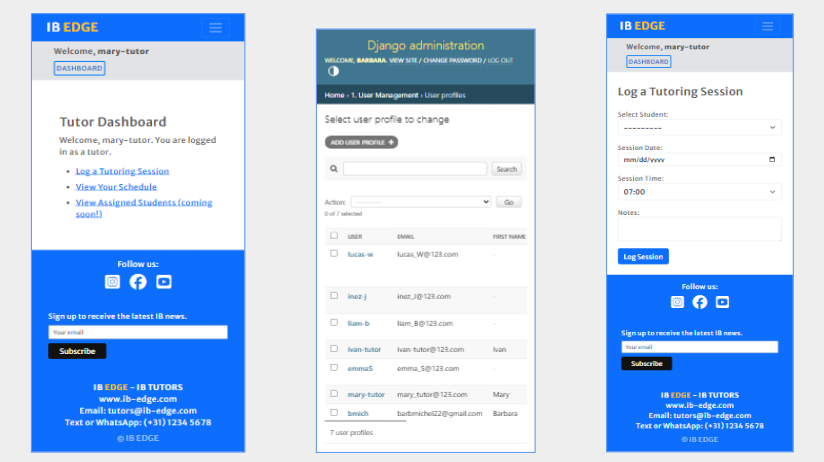 IB EDGE
Welcome, mary-tutor
DASHBOARD
Tutor Dashboard
Welcome, mary-tutor. You are logged
in as a tutor.
Log a Tutoring Session
View Your Schedule
View Assigned Students (coming
soon!)
Follow us:
Sign up to receive the latest IB news.
Your email
Subscribe
IB EDGE - IB TUTORS
www.ib-edge.com
Email: tutors@ib-edge.com
Text or WhatsApp: (+31) 1234 5678
© IB EDGE
Django administration
WELCOME, BARBARA. VIEW SITE / CHANGE PASSWORD / LOG OUT
Home › 1. User Management › User profiles
Select user profile to change
ADD USER PROFILE +
Search
Action: --------- Go
0 of 7 selected
USER EMAIL FIRST NAME
lucas-w lucas_W@123.com -
inez-j inez_J@123.com -
liam-b liam_B@123.com -
ivan-tutor ivan-tutor@123.com Ivan
emmaS emma_S@123.com -
mary-tutor mary_tutor@123.com Mary
bmich barbmichel22@gmail.com Barbara
7 user profiles
IB EDGE
Welcome, mary-tutor
DASHBOARD
Log a Tutoring Session
Select Student:
---------
Session Date:
mm/dd/yyyy
Session Time:
07:00
Notes:
Log Session
Follow us:
Sign up to receive the latest IB news.
Your email
Subscribe
IB EDGE - IB TUTORS
www.ib-edge.com
Email: tutors@ib-edge.com
Text or WhatsApp: (+31) 1234 5678
© IB EDGE